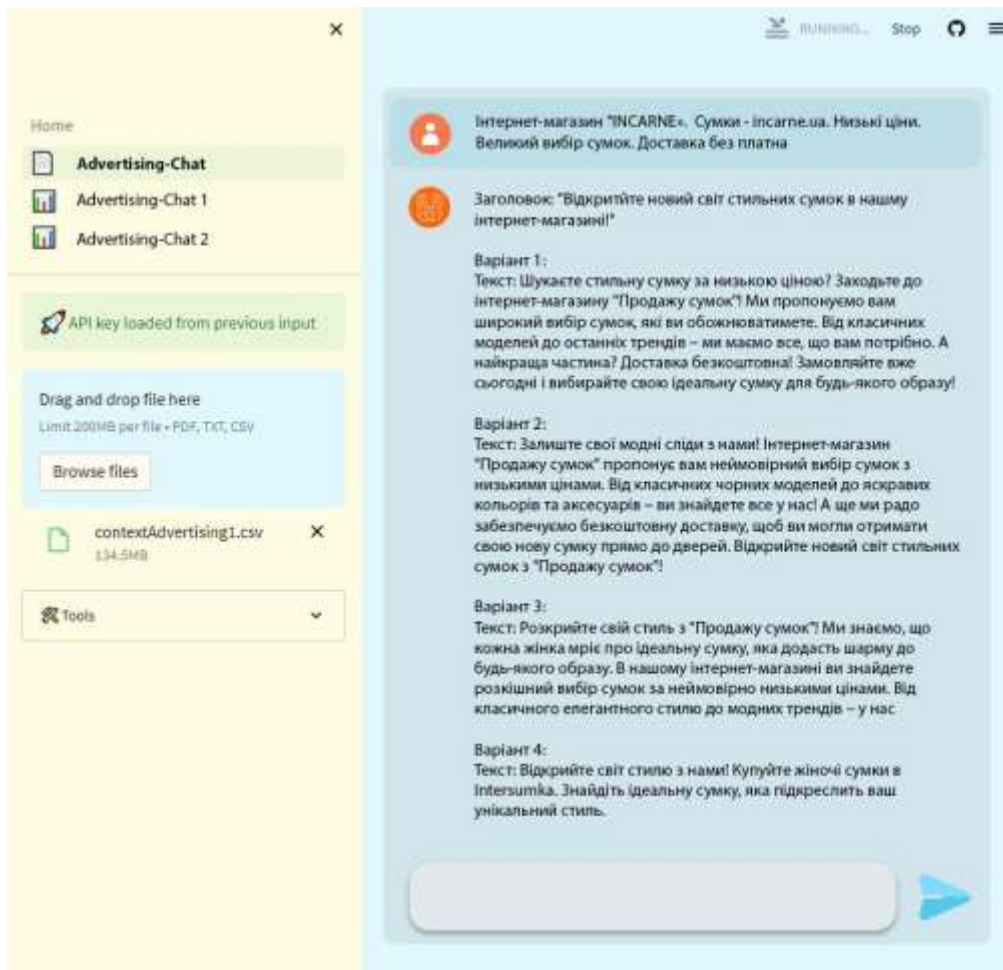 RUNNING...
Stop
Home
Advertising-Chat
Advertising-Chat 1
Advertising-Chat 2
API key loaded from previous input
Drag and drop file here
Limit 200MB per file • PDF, TXT, CSV
Browse files
contextAdvertising1.csv
134.5MB
Tools
Інтернет-магазин "INCARNE«.  Сумки - incarne.ua. Низькі ціни.
Великий вибір сумок. Доставка без платна
Заголовок: "Відкритйте новий світ стильних сумок в нашму
інтернет-магазині!"
Варіант 1:
Текст: Шукаєте стильну сумку за низькою ціною? Заходьте до
інтернет-магазину "Продажу сумок"! Ми пропонуємо вам
широкий вибір сумок, які ви обожноватимете. Від класичних
моделей до останніх трендів – ми маємо все, що вам потрібно. А
найкраща частина? Доставка безкоштовна! Замовляйте вже
сьогодні і вибирайте свою ідеальну сумку для будь-якого образу!
Варіант 2:
Текст: Залиште свої модні сліди з нами! Інтернет-магазин
"Продажу сумок" пропонує вам неймовірний вибір сумок з
низькими цінами. Від класичних чорних моделей до яскравих
кольорів та аксесуарів – ви знайдете все у нас! А ще ми радо
забезпечуємо безкоштовну доставку, щоб ви могли отримати
свою нову сумку прямо до дверей. Відкрийте новий світ стильних
сумок з "Продажу сумок"!
Варіант 3:
Текст: Розкрийте свій стиль з "Продажу сумок"! Ми знаємо, що
кожна жінка мріє про ідеальну сумку, яка додасть шарму до
будь-якого образу. В нашому інтернет-магазині ви знайдете
розкішний вибір сумок за неймовірно низькими цінами. Від
класичного елегантного стилю до модних трендів – у нас
Варіант 4:
Текст: Відкрийте світ стилю з нами! Купуйте жіночі сумки в
Intersumka. Знайдіть ідеальну сумку, яка підкреслить ваш
унікальний стиль.